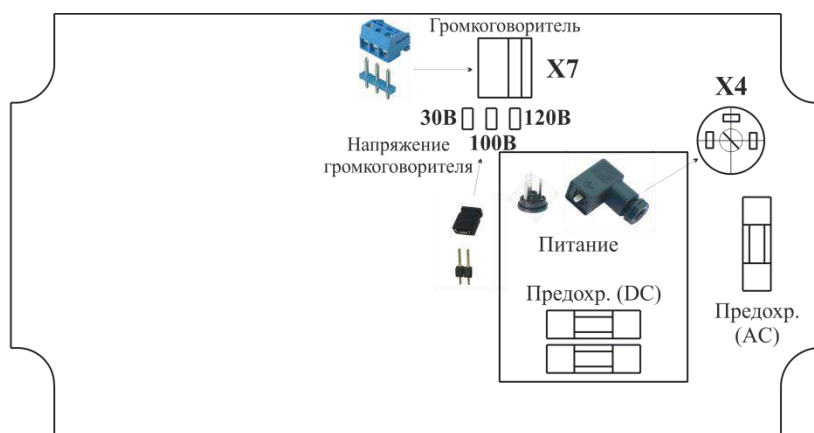 Громкоговоритель
X7
X4
30В
120В
100В
Напряжение
громкоговорителя
Питание
Предохр. (DC)
Предохр.
(AC)